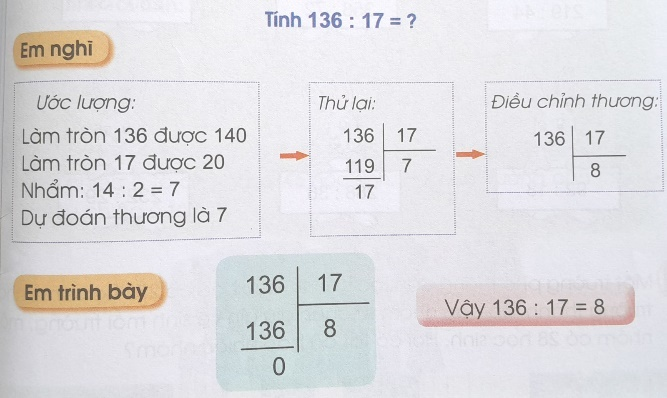 Tính 136 : 17 = ?
Em nghĩ
Ước lượng:
Làm tròn 136 được 140
Làm tròn 17 được 20
Nhẩm: 14 : 2 = 7
Dự đoán thương là 7
Thử lại:
136 17
119 7
17
Điều chỉnh thương:
136 17
8
Em trình bày
136 17
136 8
0
Vậy 136 : 17 = 8